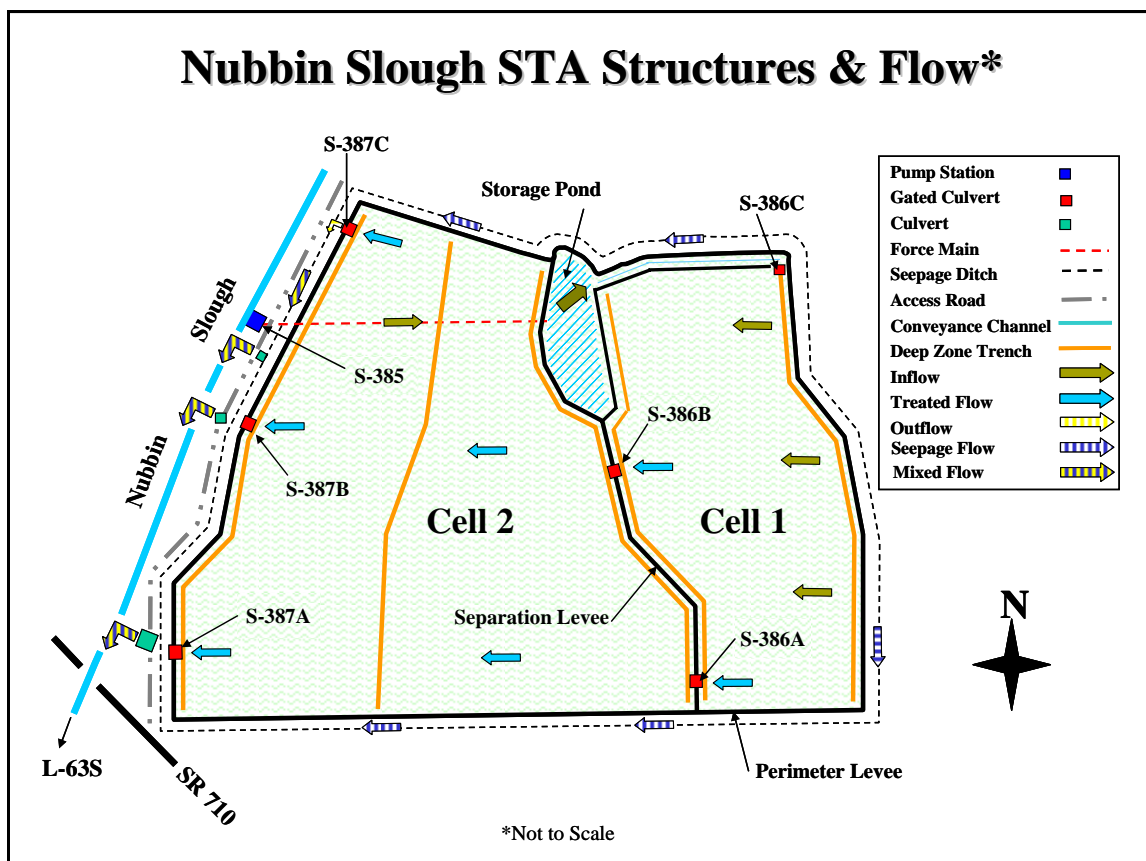 Nubbin Slough STA Structures & Flow*
S-387C
Storage Pond
S-386C
Pump Station
Gated Culvert
Culvert
Force Main
Seepage Ditch
Access Road
Conveyance Channel
Deep Zone Trench
Inflow
Treated Flow
Outflow
Seepage Flow
Mixed Flow
Slough
S-385
S-386B
Nubbin
S-387B
Cell 2
Cell 1
S-387A
Separation Levee
S-386A
N
L-63S
SR 710
Perimeter Levee
*Not to Scale